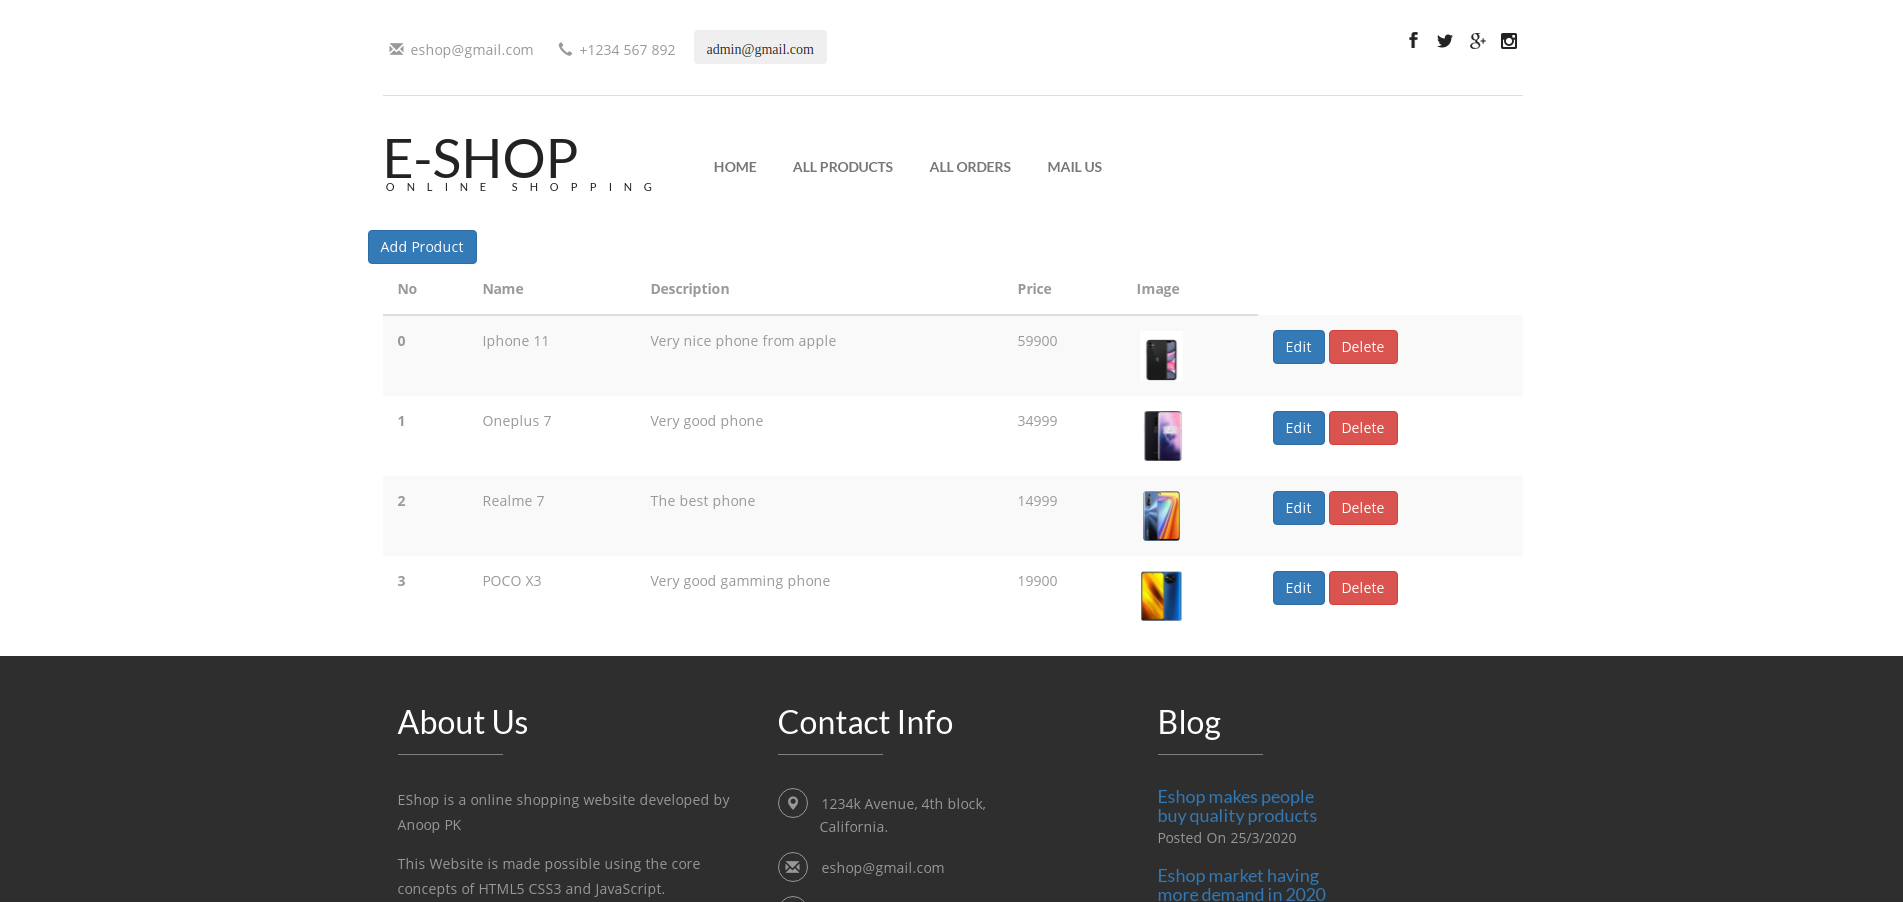 eshop@gmail.com +1234 567 892 admin@gmail.com
E-SHOP
ONLINE SHOPPING
HOME ALL PRODUCTS ALL ORDERS MAIL US
Add Product
No Name Description Price Image
0 Iphone 11 Very nice phone from apple 59900 Edit Delete
1 Oneplus 7 Very good phone 34999 Edit Delete
2 Realme 7 The best phone 14999 Edit Delete
3 POCO X3 Very good gamming phone 19900 Edit Delete
About Us
EShop is a online shopping website developed by
Anoop PK
This Website is made possible using the core
concepts of HTML5 CSS3 and JavaScript.
Contact Info
1234k Avenue, 4th block,
California.
eshop@gmail.com
Blog
Eshop makes people
buy quality products
Posted On 25/3/2020
Eshop market having
more demand in 2020